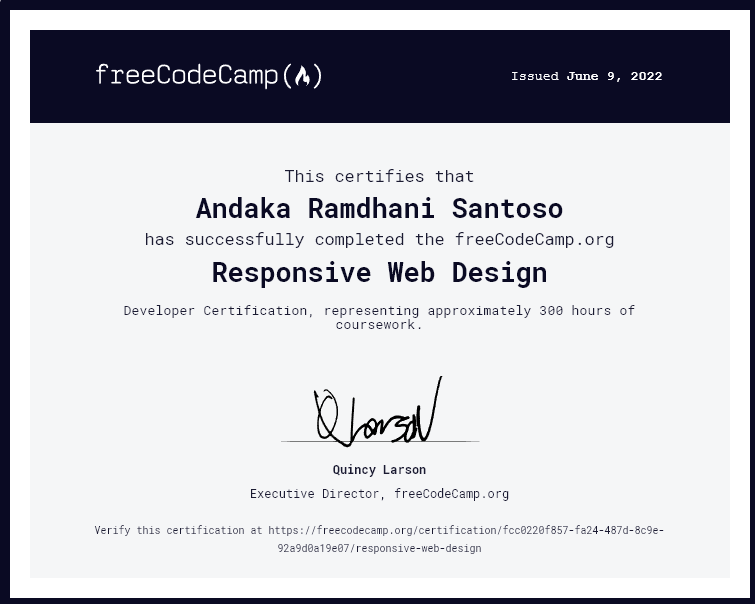 freeCodeCamp(🔥)
Issued June 9, 2022
This certifies that
Andaka Ramdhani Santoso
has successfully completed the freeCodeCamp.org
Responsive Web Design
Developer Certification, representing approximately 300 hours of
coursework.
QLarson
Quincy Larson
Executive Director, freeCodeCamp.org
Verify this certification at https://freecodecamp.org/certification/fcc0220f857-fa24-487d-8c9e-
92a9d0a19e07/responsive-web-design